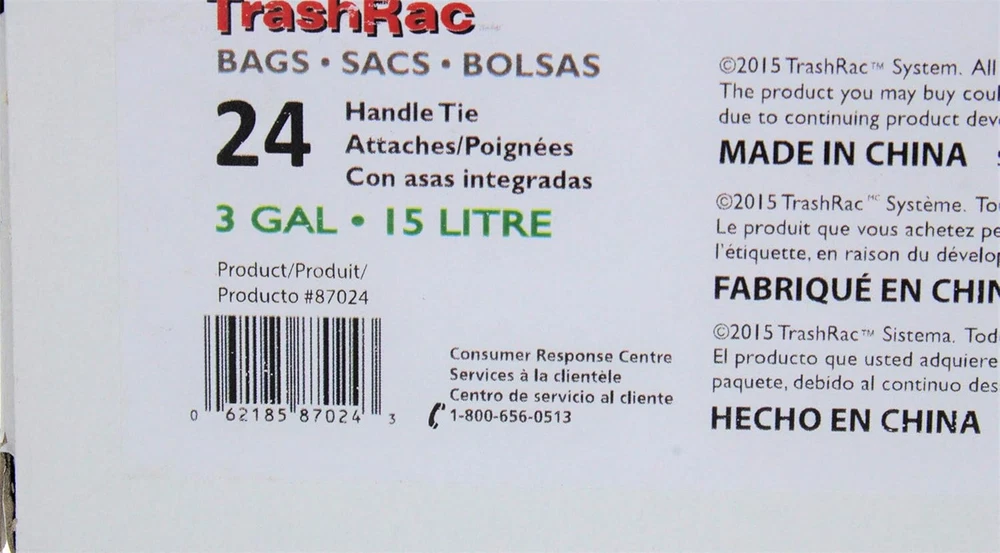 TrashRac
BAGS • SACS • BOLSAS
24
Handle Tie
Attaches/Poignées
Con asas integradas
3 GAL • 15 LITRE
Product/Produit/
Producto #87024
0 62185 87024 3
Consumer Response Centre
Services à la clientèle
Centro de servicio al cliente
1-800-656-0513
©2015 TrashRac™ System. All
The product you may buy
due to continuing product
MADE IN CHINA
©2015 TrashRac MC Système.
Le produit que vous achetez
l'étiquette, en raison du
FABRIQUÉ EN
©2015 TrashRac™ Sistema.
El producto que usted adquiere
paquete, debido al continuo
HECHO EN CHINA